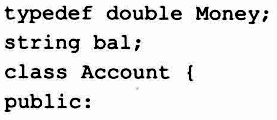 typedef double Money;
string bal;
class Account {
public: